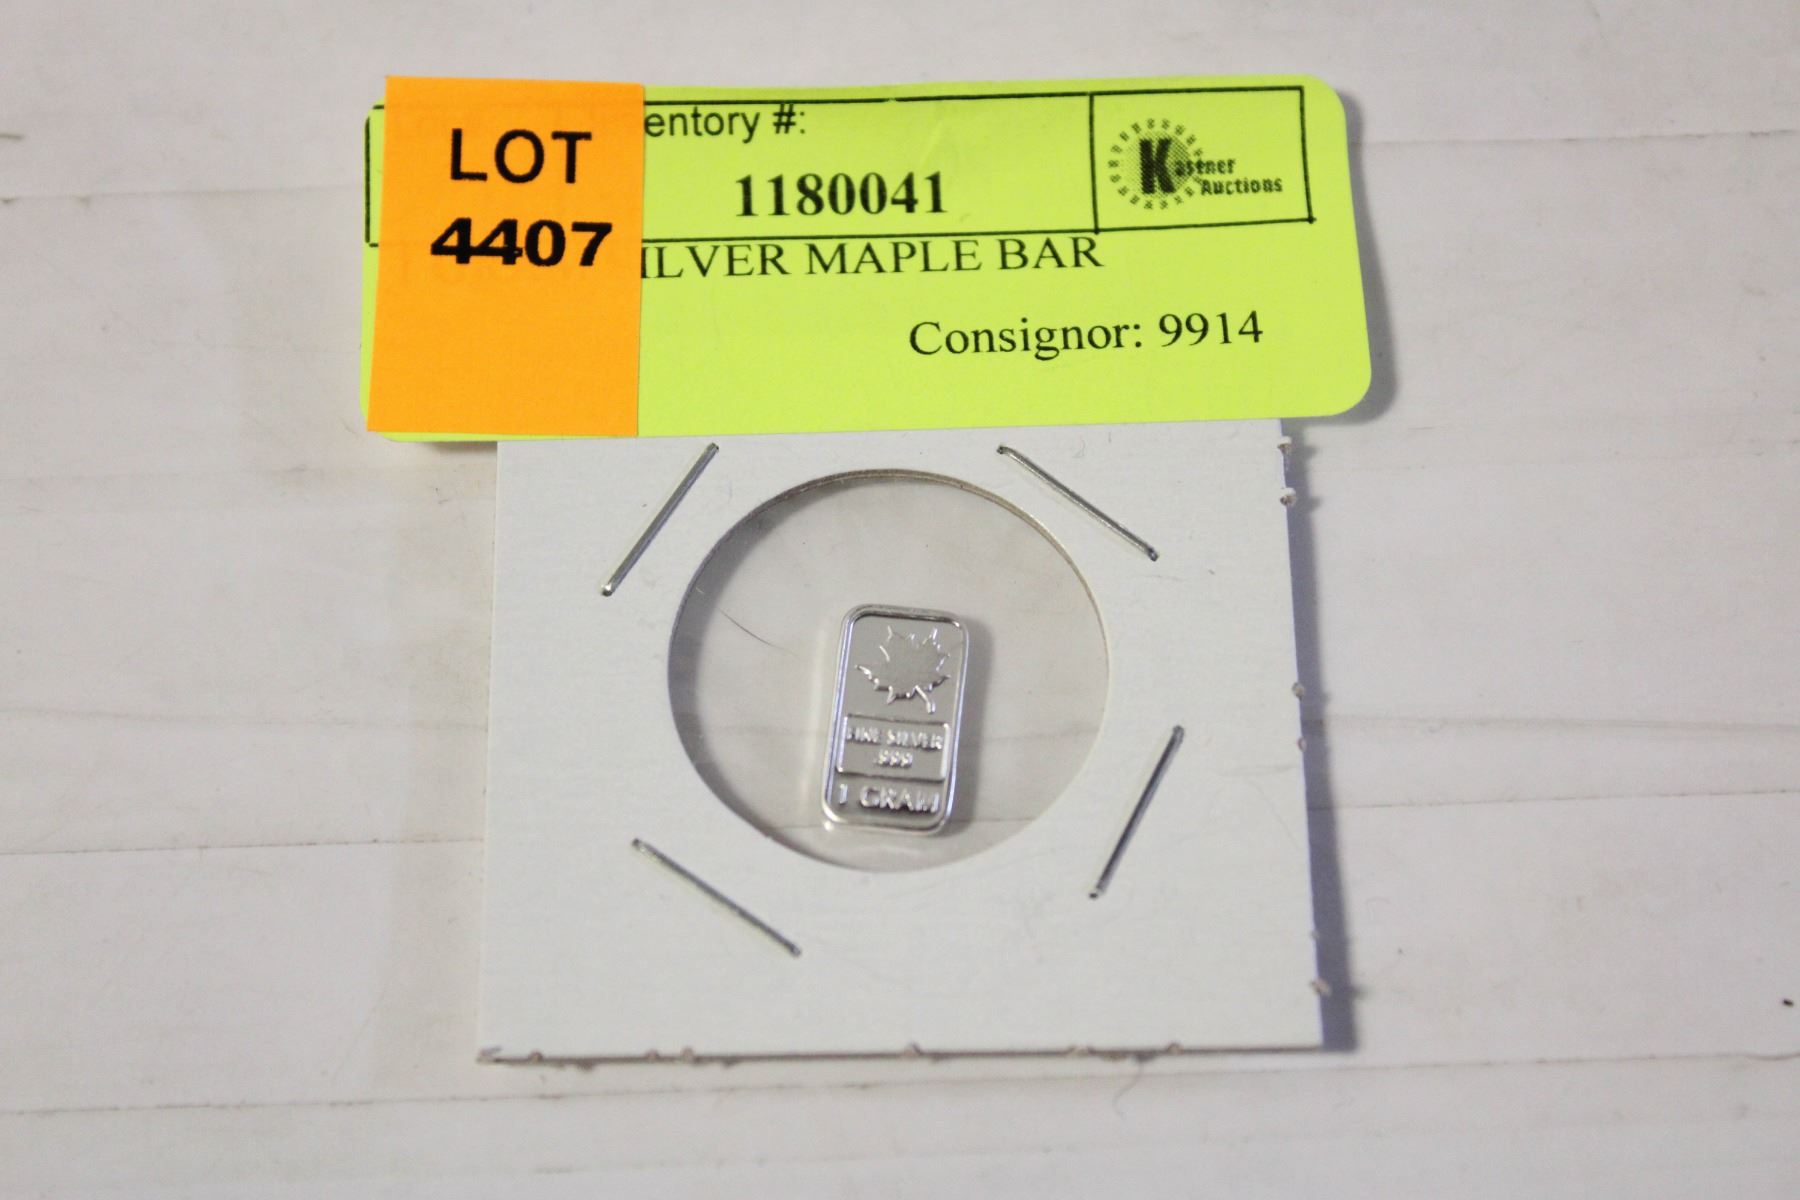 LOT
4407
entory #:
1180041
Kastner
Auctions
ILVER MAPLE BAR
Consignor: 9914
FINE SILVER
.999
1 GRAM